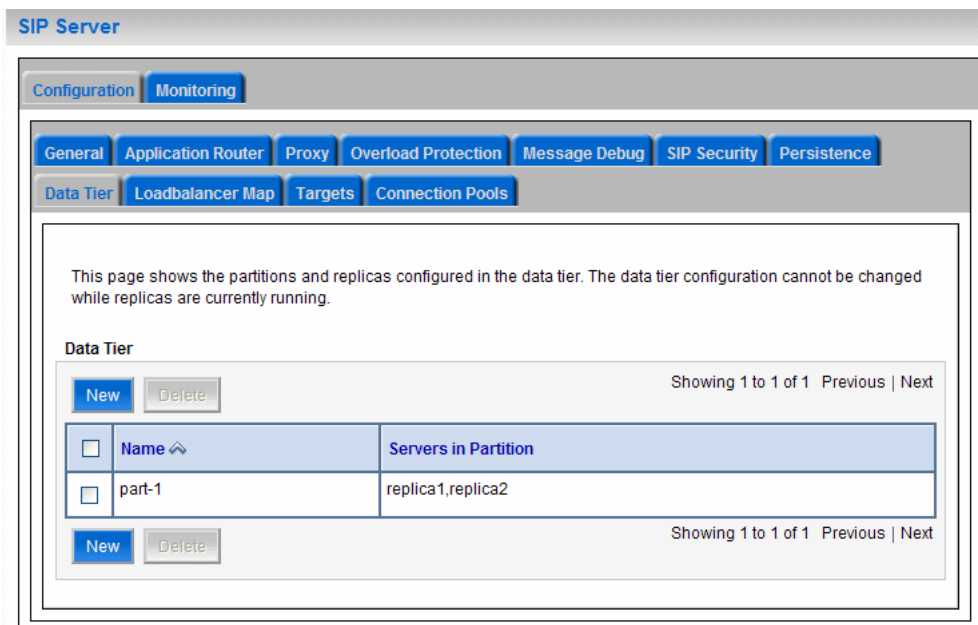 SIP Server
Configuration Monitoring
General Application Router Proxy Overload Protection Message Debug SIP Security Persistence
Data Tier Loadbalancer Map Targets Connection Pools
This page shows the partitions and replicas configured in the data tier. The data tier configuration cannot be changed
while replicas are currently running.
Data Tier
New Delete Showing 1 to 1 of 1 Previous | Next
Name Servers in Partition
part-1 replica1,replica2
New Delete Showing 1 to 1 of 1 Previous | Next